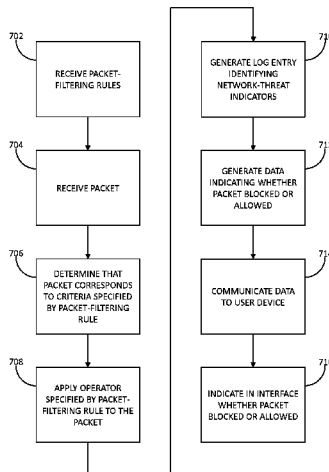 702
RECEIVE PACKET-
FILTERING RULES
704
RECEIVE PACKET
706
DETERMINE THAT
PACKET CORRESPONDS
TO CRITERIA SPECIFIED
BY PACKET-FILTERING
RULE
708
APPLY OPERATOR
SPECIFIED BY PACKET-
FILTERING RULE TO THE
PACKET
GENERATE LOG ENTRY
IDENTIFYING
NETWORK-THREAT
INDICATORS
GENERATE DATA
INDICATING WHETHER
PACKET BLOCKED OR
ALLOWED
COMMUNICATE DATA
TO USER DEVICE
INDICATE IN INTERFACE
WHETHER PACKET
BLOCKED OR ALLOWED